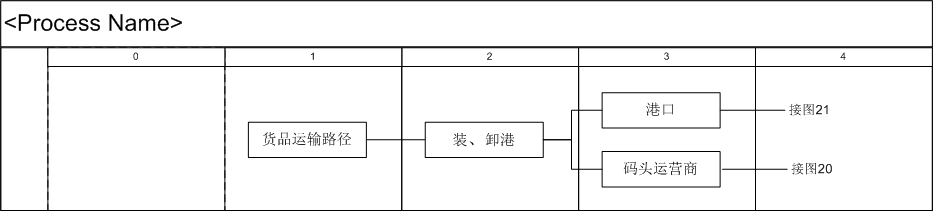 <Process Name>
0 1 2 3 4
港口 接图21
货品运输路径 装、卸港
码头运营商 接图20